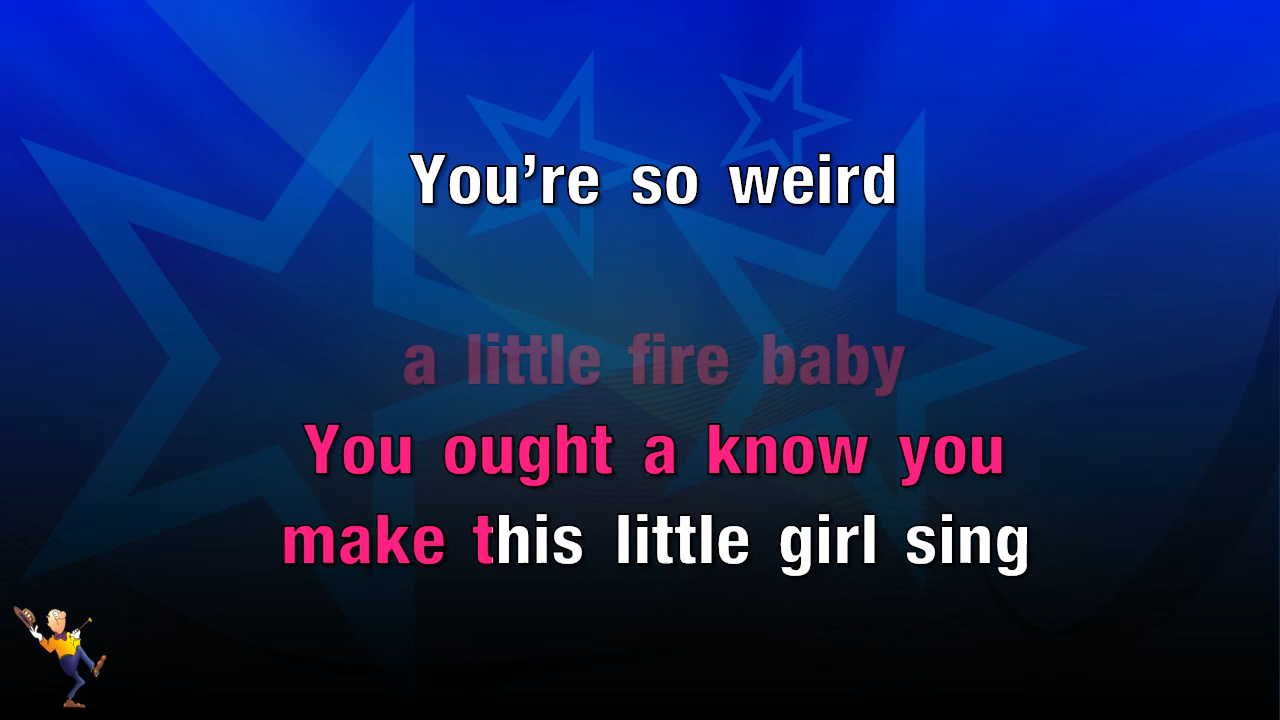 You’re so weird
a little fire baby
You ought a know you
make this little girl sing